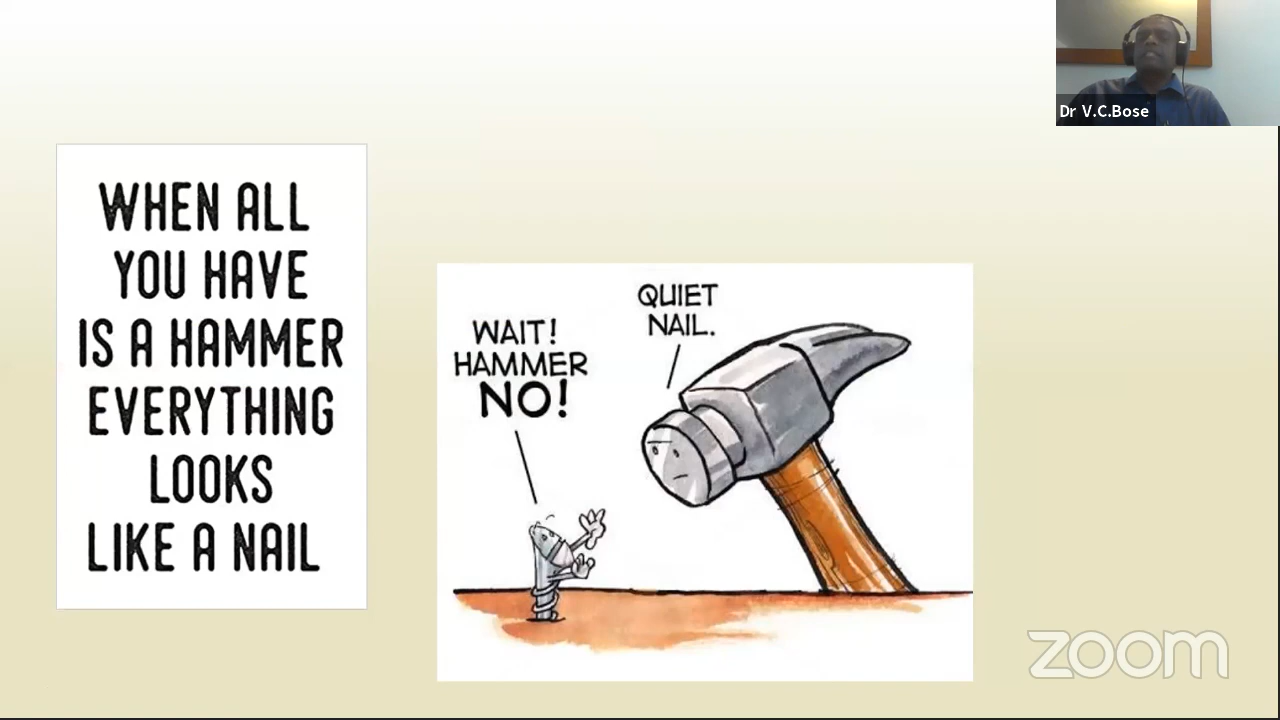 Dr V.C.Bose
WHEN ALL
YOU HAVE
IS A HAMMER
EVERYTHING
LOOKS
LIKE A NAIL
QUIET
NAIL.
WAIT!
HAMMER
NO!
zoom